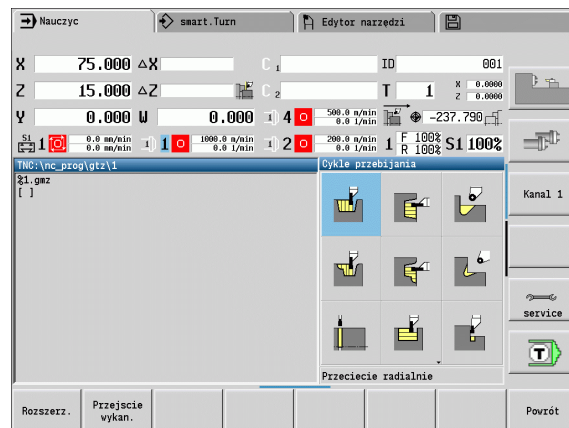 Nauczyc smart.Turn Edytor narzędzi
X 75.000 △X C 1 ID 001
Z 15.000 △Z C 2 T 1 X 0.0000 Z 0.0000
Y 0.000 W 0.000 4 500.0 m/min 0.0 1/min -237.790
S1 1 0.0 mm/min 0.0 mm/min 1 1000.0 m/min 0.0 1/min 2 200.0 m/min 0.0 1/min 1 F 100% R 100% S1 100%
TNC:\nc_prog\gtz\1 Cykle przebijania
%1.gmz
[ ]
Kanal 1
service
T
Przeciecie radialnie
Rozszerz. Przejscie wykan. Powrót